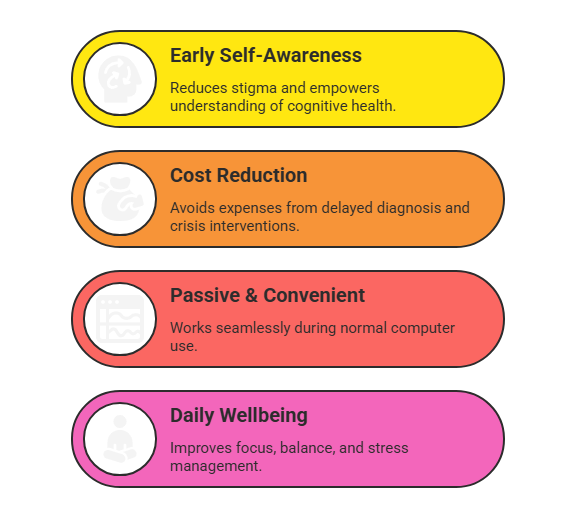 Early Self-Awareness
Reduces stigma and empowers
understanding of cognitive health.
Cost Reduction
Avoids expenses from delayed diagnosis and
crisis interventions.
Passive & Convenient
Works seamlessly during normal computer
use.
Daily Wellbeing
Improves focus, balance, and stress
management.